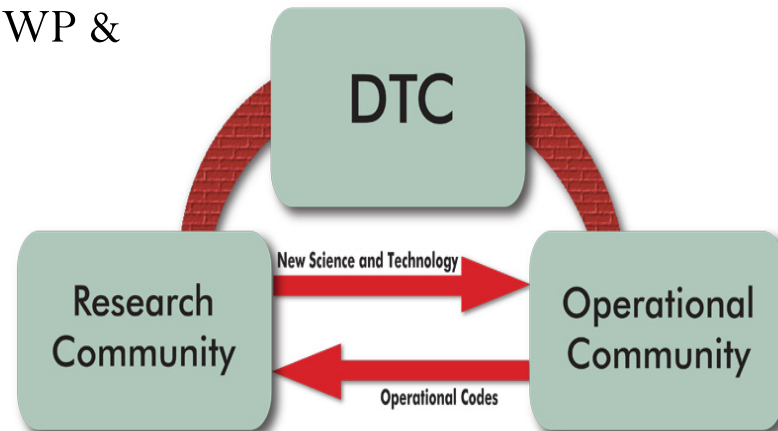 WP &
DTC
New Science and Technology
Research
Community
Operational
Community
Operational Codes